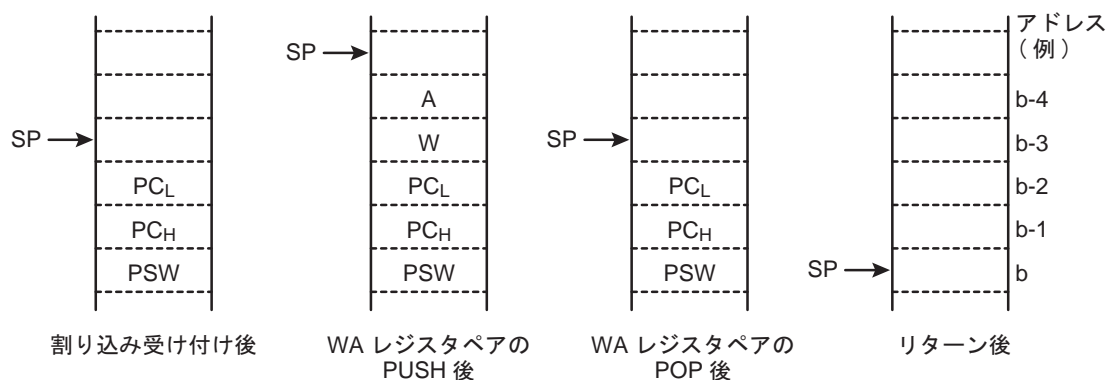 アドレス
( 例 )
SP
A
b-4
SP
W
SP
b-3
PCL
PCL
PCL
b-2
PCH
PCH
PCH
b-1
PSW
PSW
PSW
SP
b
割り込み受け付け後
WA レジスタペアの
PUSH 後
WA レジスタペアの
POP 後
リターン後